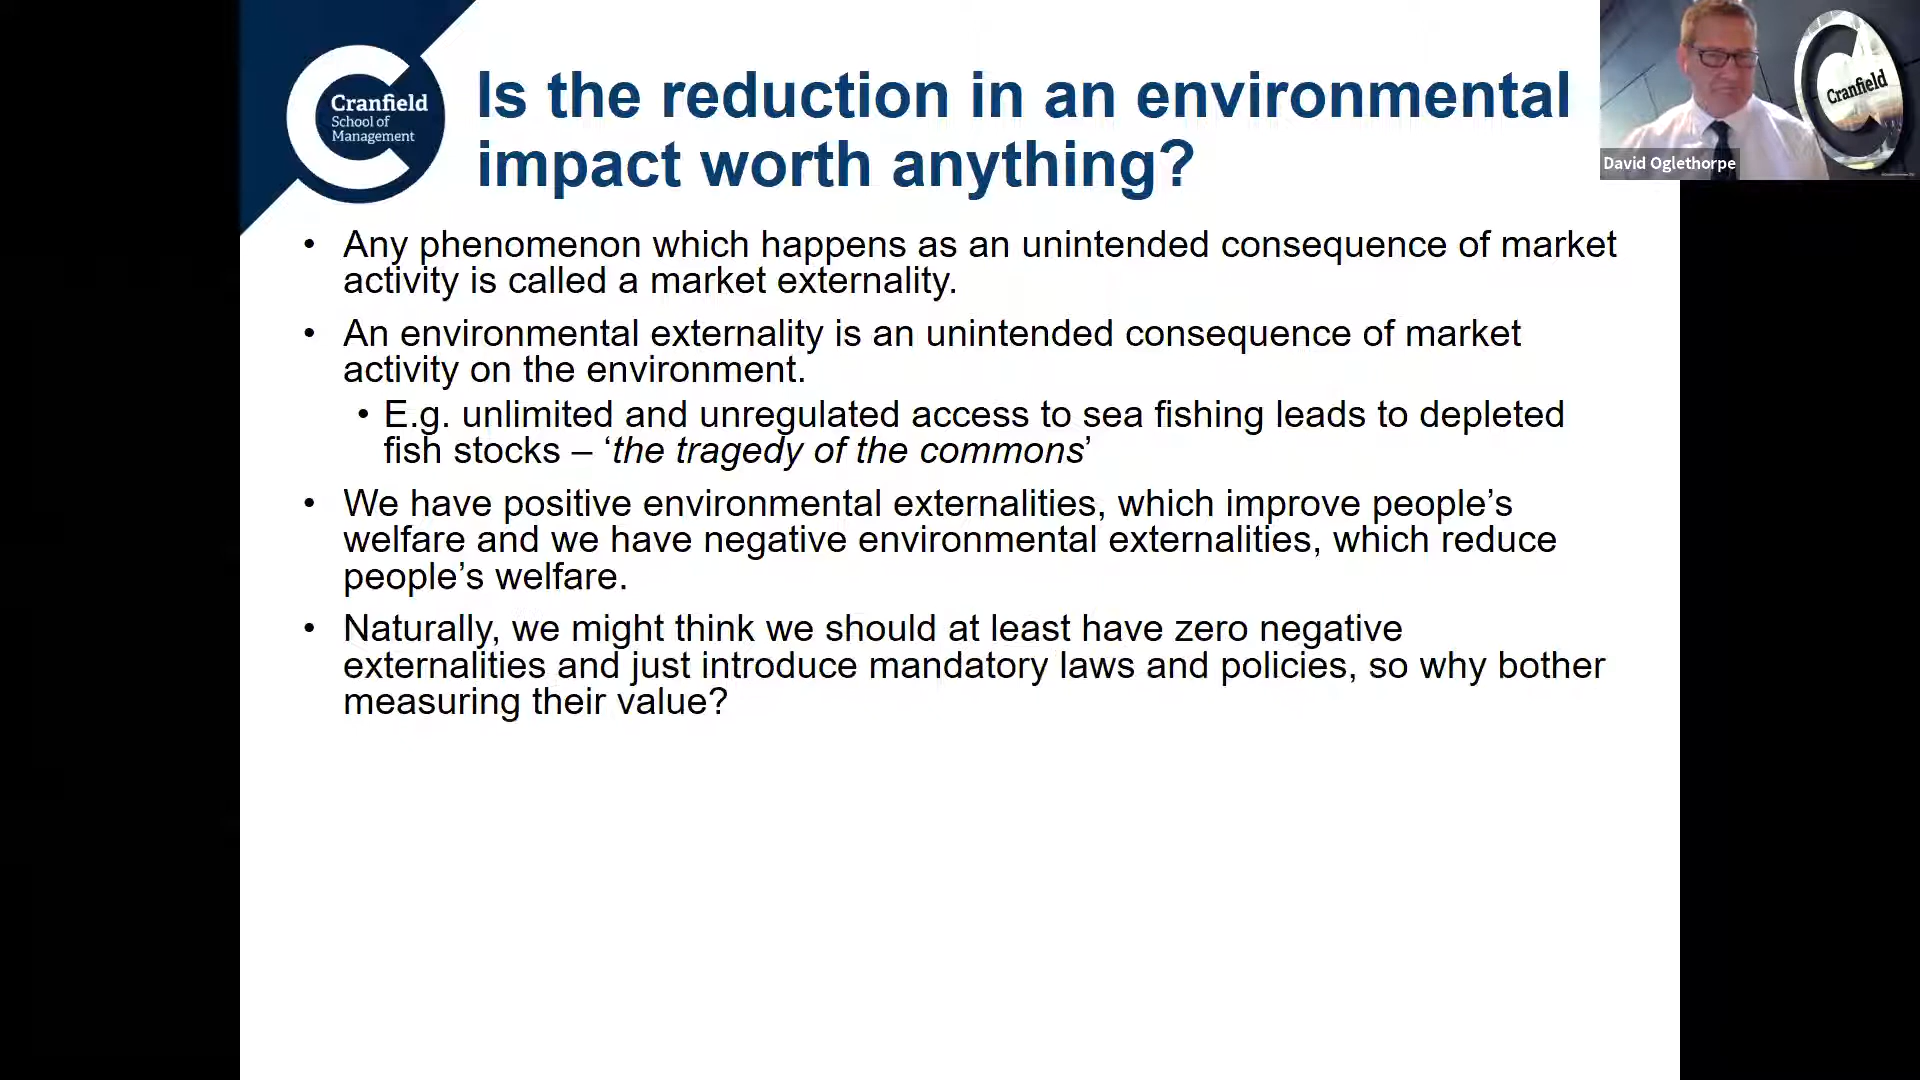 Cranfield
School of
Management
Is the reduction in an environmental
impact worth anything?
Cranfield
David Oglethorpe
• Any phenomenon which happens as an unintended consequence of market
activity is called a market externality.
• An environmental externality is an unintended consequence of market
activity on the environment.
• E.g. unlimited and unregulated access to sea fishing leads to depleted
fish stocks – ‘the tragedy of the commons’
• We have positive environmental externalities, which improve people’s
welfare and we have negative environmental externalities, which reduce
people’s welfare.
• Naturally, we might think we should at least have zero negative
externalities and just introduce mandatory laws and policies, so why bother
measuring their value?